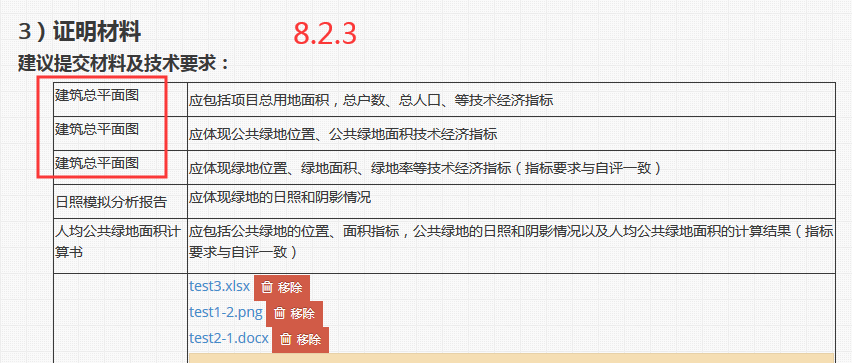 3）证明材料
8.2.3
建议提交材料及技术要求：
建筑总平面图
应包括项目总用地面积，总户数、总人口、等技术经济指标
建筑总平面图
应体现公共绿地位置、公共绿地面积技术经济指标
建筑总平面图
应体现绿地位置、绿地面积、绿地率等技术经济指标（指标要求与自评一致）
日照模拟分析报告
应体现绿地的日照和阴影情况
人均公共绿地面积计
算书
应包括公共绿地的位置、面积指标，公共绿地的日照和阴影情况以及人均公共绿地面积的计算结果（指标
要求与自评一致）
test3.xlsx 移除
test1-2.png 移除
test2-1.docx 移除